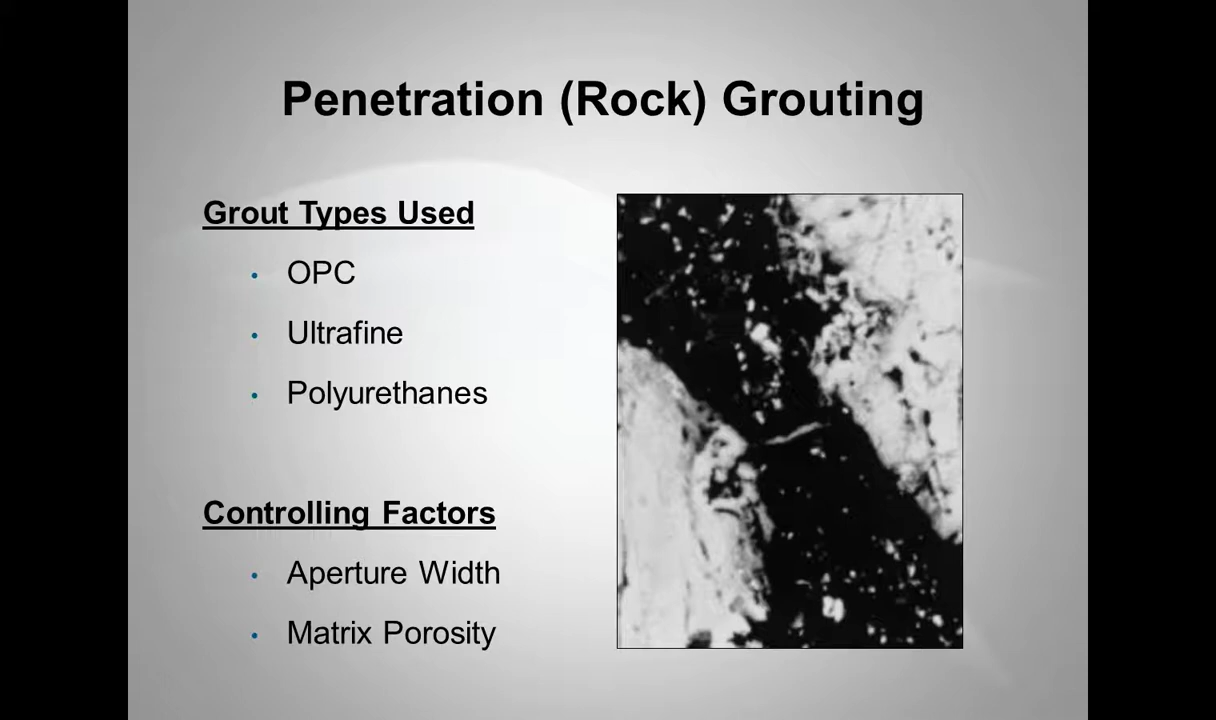 Penetration (Rock) Grouting
Grout Types Used
• OPC
• Ultrafine
• Polyurethanes
Controlling Factors
• Aperture Width
• Matrix Porosity